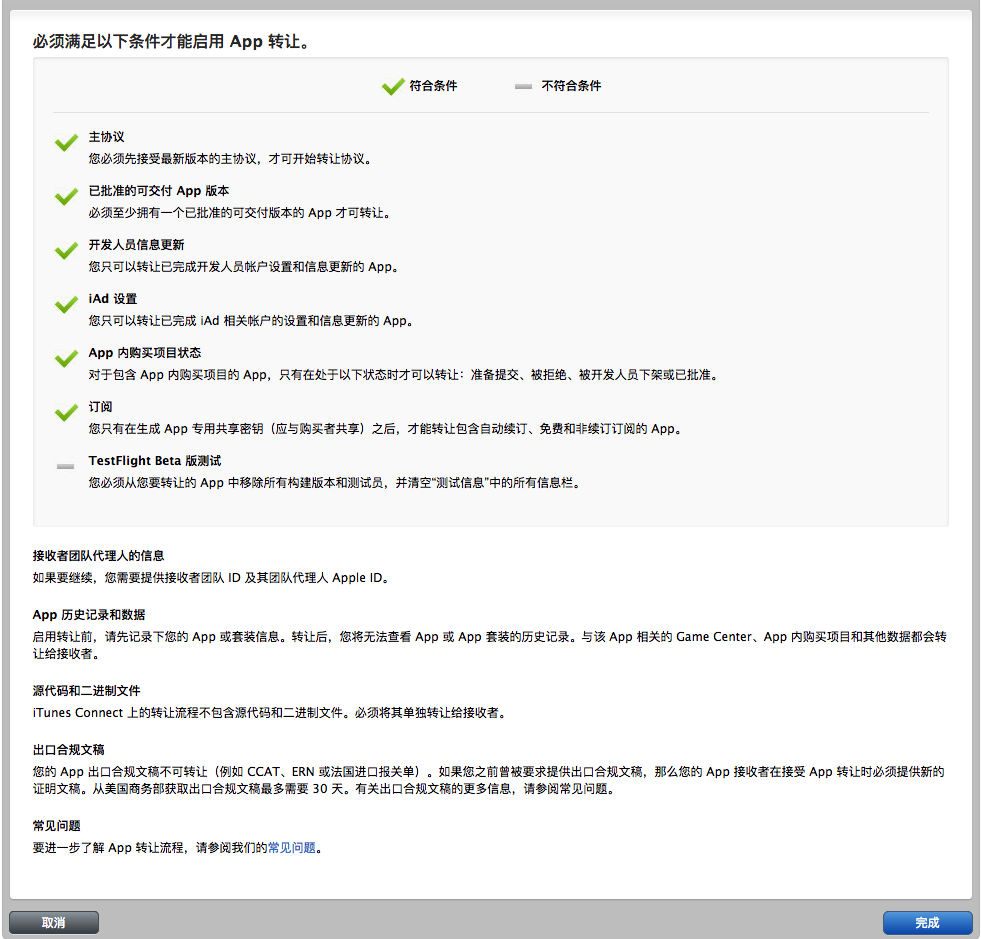 必须满足以下条件才能启用 App 转让。
符合条件
不符合条件
主协议
您必须先接受最新版本的主协议，才可开始转让协议。
已批准的可交付 App 版本
必须至少拥有一个已批准的可交付版本的 App 才可转让。
开发人员信息更新
您只可以转让已完成开发人员帐户设置和信息更新的 App。
iAd 设置
您只可以转让已完成 iAd 相关帐户的设置和信息更新的 App。
App 内购买项目状态
对于包含 App 内购买项目的 App，只有在处于以下状态时才可以转让：准备提交、被拒绝、被开发人员下架或已批准。
订阅
您只有在生成 App 专用共享密钥（应与购买者共享）之后，才能转让包含自动续订、免费和非续订订阅的 App。
TestFlight Beta 版测试
您必须从您要转让的 App 中移除所有构建版本和测试员，并清空“测试信息”中的所有信息栏。
接收者团队代理人的信息
如果要继续，您需要提供接收者团队 ID 及其团队代理人 Apple ID。
App 历史记录和数据
启用转让前，请先记录下您的 App 或套装信息。转让后，您将无法查看 App 或 App 套装的历史记录。与该 App 相关的 Game Center、App 内购买项目和其他数据都会转
让给接收者。
源代码和二进制文件
iTunes Connect 上的转让流程不包含源代码和二进制文件。必须将其单独转让给接收者。
出口合规文稿
您的 App 出口合规文稿不可转让（例如 CCAT、ERN 或法国进口报关单）。如果您之前曾被要求提供出口合规文稿，那么您的 App 接收者在接受 App 转让时必须提供新的
证明文稿。从美国商务部获取出口合规文稿最多需要 30 天。有关出口合规文稿的更多信息，请参阅常见问题。
常见问题
要进一步了解 App 转让流程，请参阅我们的常见问题。
取消
完成